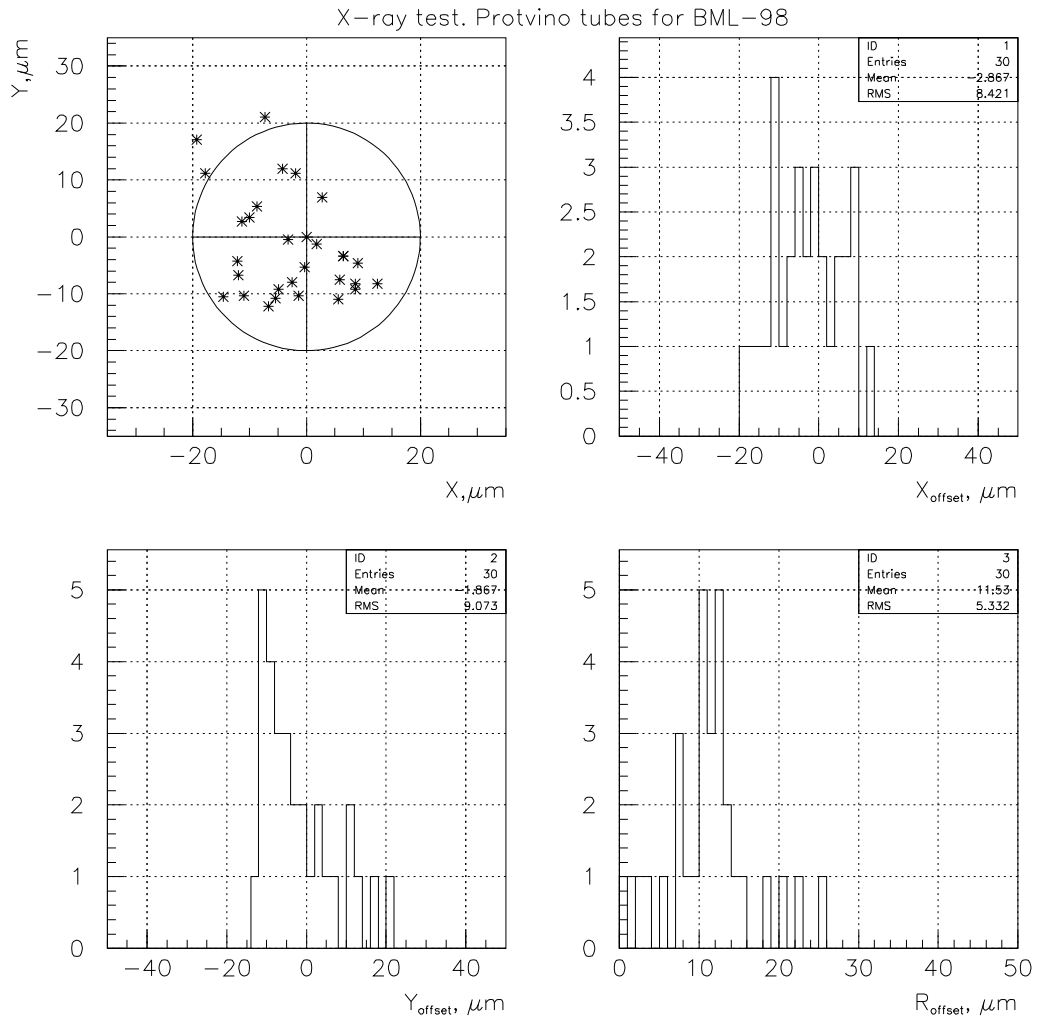 X-ray test. Protvino tubes for BML-98
Y,μm
30
20
10
0
-10
-20
-30
-20 0 20
X,μm
ID 1
Entries 30
Mean -2.867
RMS 8.421
4
3.5
3
2.5
2
1.5
1
0.5
0
-40 -20 0 20 40
Xoffset, μm
ID 2
Entries 30
Mean -1.867
RMS 9.073
5
4
3
2
1
0
-40 -20 0 20 40
Yoffset, μm
ID 3
Entries 30
Mean 11.53
RMS 5.332
5
4
3
2
1
0
0 10 20 30 40 50
Roffset, μm